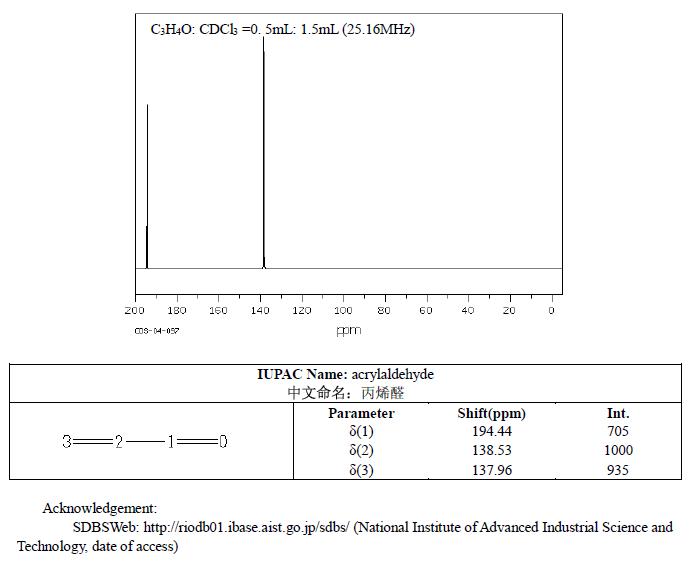 C₃H₄O: CDCl₃ =0. 5mL: 1.5mL (25.16MHz)
200 180 160 140 120 100 80 60 40 20 0
CDS-04-057
ppm
IUPAC Name: acrylaldehyde
中文命名：丙烯醛
Parameter Shift(ppm) Int.
3 2 1 O
δ(1) 194.44 705
δ(2) 138.53 1000
δ(3) 137.96 935
Acknowledgement:
SDBSWeb: http://riodb01.ibase.aist.go.jp/sdbs/ (National Institute of Advanced Industrial Science and
Technology, date of access)